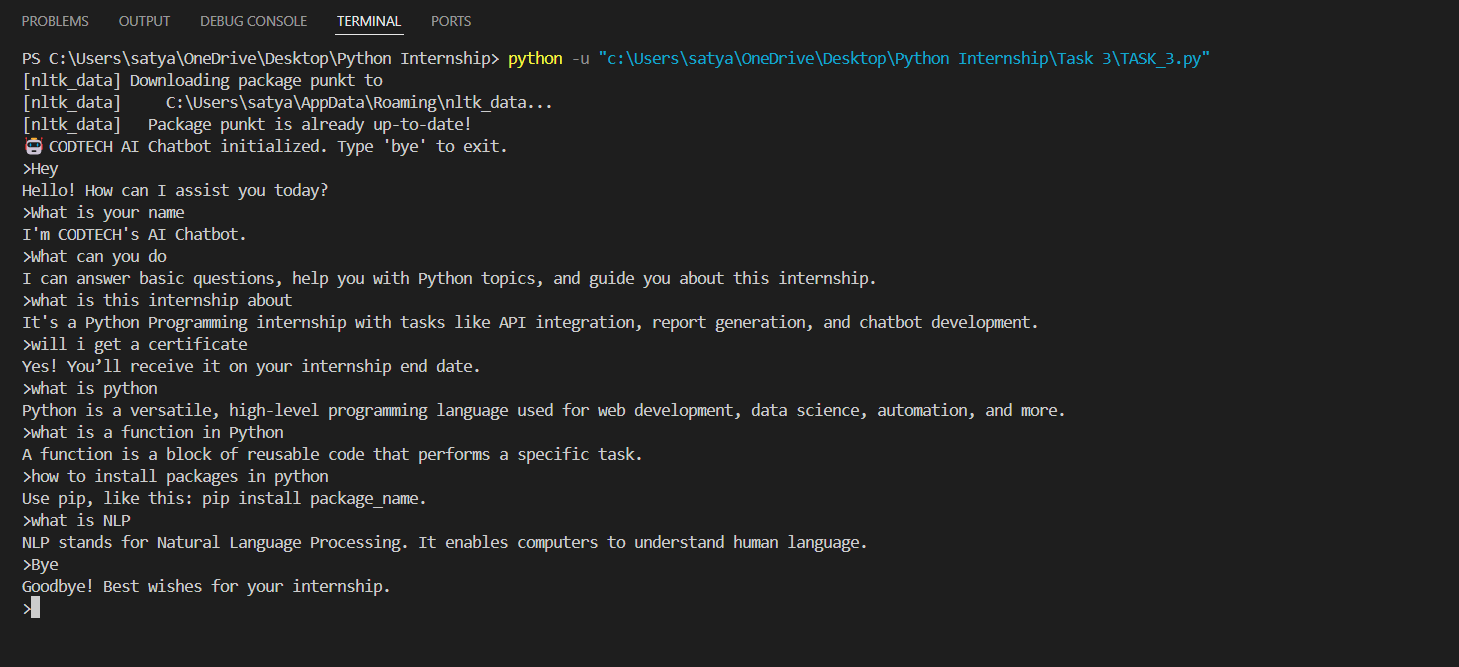 PROBLEMS OUTPUT DEBUG CONSOLE TERMINAL PORTS
PS C:\Users\satya\OneDrive\Desktop\Python Internship> python -u "c:\Users\satya\OneDrive\Desktop\Python Internship\Task 3\TASK_3.py"
[nltk_data] Downloading package punkt to
[nltk_data]     C:\Users\satya\AppData\Roaming\nltk_data...
[nltk_data]   Package punkt is already up-to-date!
🤖 CODTECH AI Chatbot initialized. Type 'bye' to exit.
>Hey
Hello! How can I assist you today?
>What is your name
I'm CODTECH's AI Chatbot.
>What can you do
I can answer basic questions, help you with Python topics, and guide you about this internship.
>what is this internship about
It's a Python Programming internship with tasks like API integration, report generation, and chatbot development.
>will i get a certificate
Yes! You’ll receive it on your internship end date.
>what is python
Python is a versatile, high-level programming language used for web development, data science, automation, and more.
>what is a function in Python
A function is a block of reusable code that performs a specific task.
>how to install packages in python
Use pip, like this: pip install package_name.
>what is NLP
NLP stands for Natural Language Processing. It enables computers to understand human language.
>Bye
Goodbye! Best wishes for your internship.
>